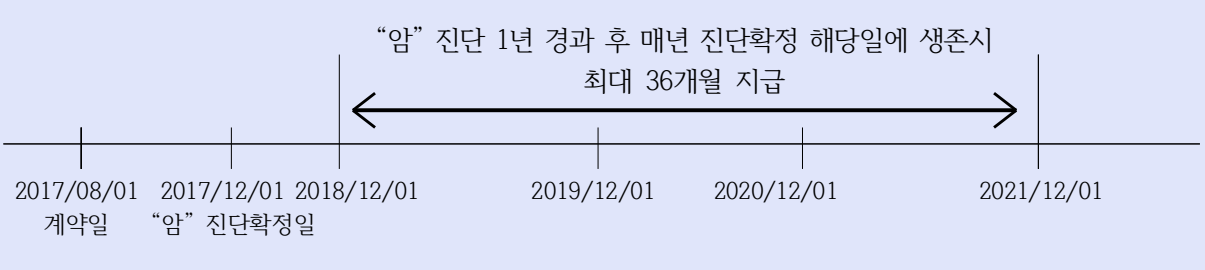 “암” 진단 1년 경과 후 매년 진단확정 해당일에 생존시
최대 36개월 지급
2017/08/01 2017/12/01 2018/12/01 2019/12/01 2020/12/01 2021/12/01
계약일 “암” 진단확정일